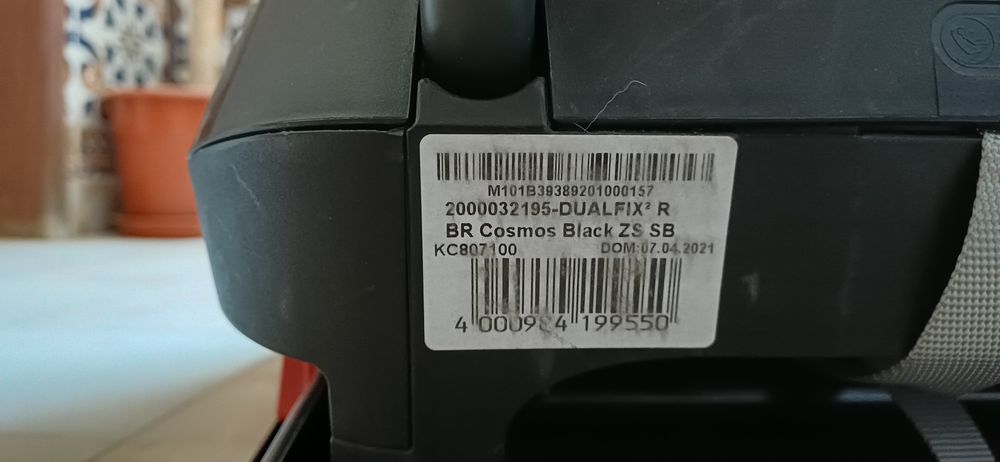 M101B39389201000157
2000032195-DUALFIX² R
BR Cosmos Black ZS SB
KC807100 DOM:07.04.2021
4 000984 199550